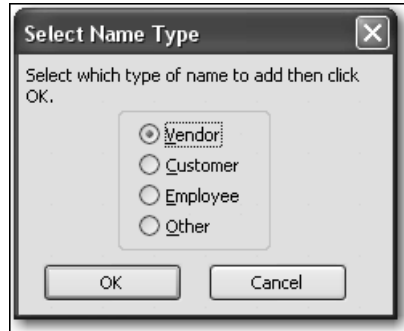 Select Name Type
Select which type of name to add then click
OK.
Vendor
Customer
Employee
Other
OK Cancel